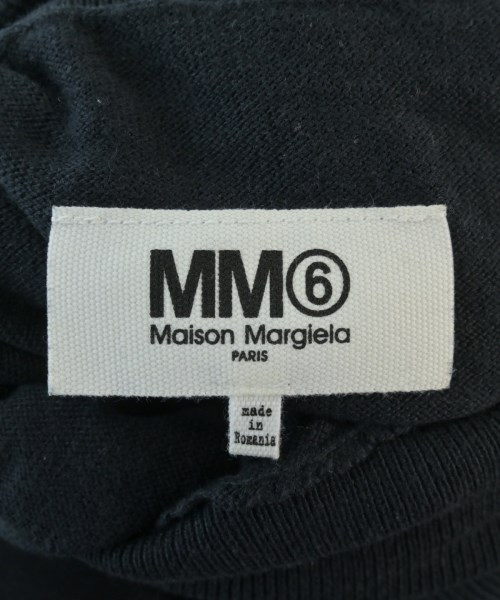 MM⑥
Maison Margiela
PARIS
made
in
Romania